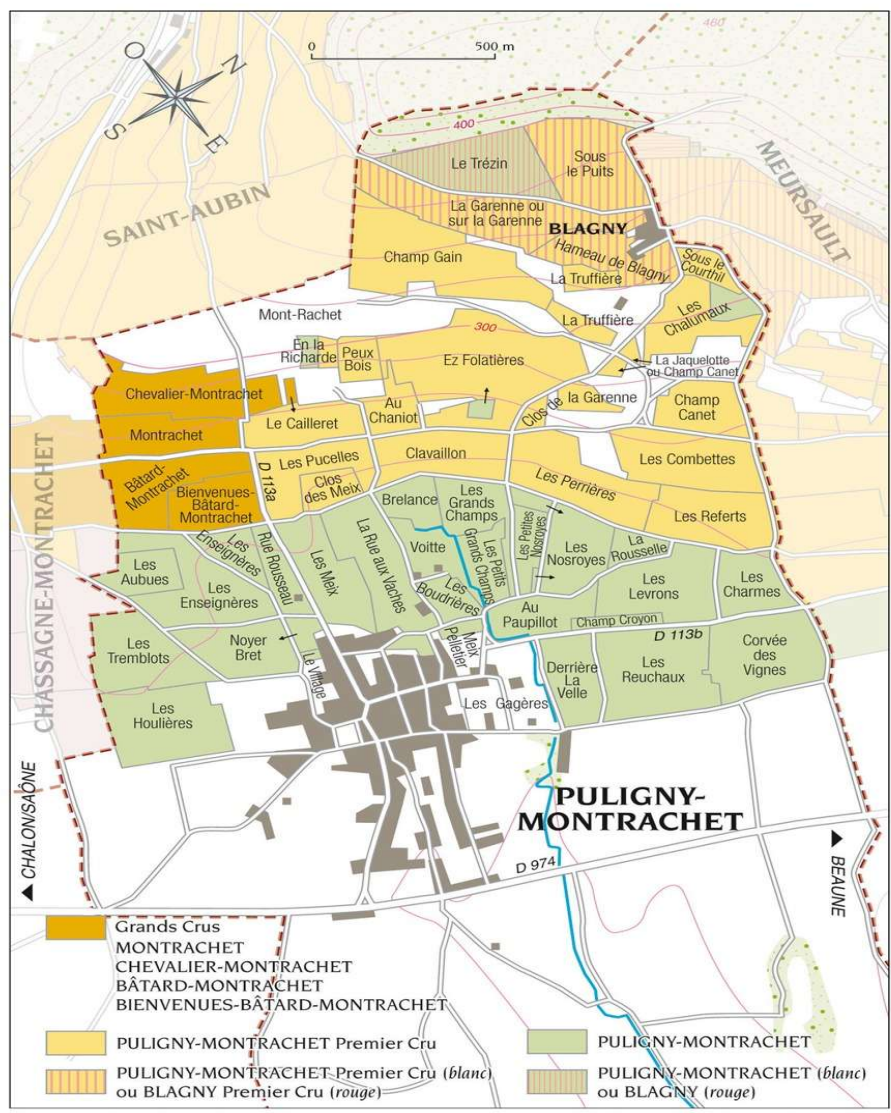 O
N
S
E
0
500 m
460
400
SAINT-AUBIN
MEURSAULT
Le Trézin
Sous
le Puits
La Garenne ou
sur la Garenne
BLAGNY
Hameau de Blagny
Champ Gain
La Truffière
Sous le
Courthil
Mont-Rachet
La Truffière
Les
Chalumaux
300
En la
Richarde
Peux
Bois
Ez Folatières
La Jaquelotte
ou Champ Canet
Chevalier-Montrachet
Le Cailleret
Au
Chaniot
Clos de
la Garenne
Champ
Canet
Montrachet
D 113a
Les Pucelles
Clavaillon
Les Combettes
Bâtard-
Montrachet
Bienvenues-
Bâtard-
Montrachet
Clos
des Meix
Les Perrières
Les Referts
Brelance
Les
Grands
Champs
CHASSAGNE-MONTRACHET
Les
Aubues
Les
Enseignères
Rue Rousseau
Les Meix
La Rue aux Vaches
Voitte
Les Petits
Grands Champs
Les Petites
Nosroyes
Les
Nosroyes
La
Rousselle
Les
Enseignères
Les
Boudrières
Les
Levrons
Les
Charmes
Au
Paupillot
Champ Croyon
D 113b
Les
Tremblots
Noyer
Bret
Le Village
Meix
Pelletier
Derrière
La
Velle
Les
Reuchaux
Corvée
des
Vignes
Les
Houlières
Les Gagères
PULIGNY-
MONTRACHET
CHALON/SAÔNE
D 974
BEAUNE
Grands Crus
MONTRACHET
CHEVALIER-MONTRACHET
BÂTARD-MONTRACHET
BIENVENUES-BÂTARD-MONTRACHET
PULIGNY-MONTRACHET Premier Cru
PULIGNY-MONTRACHET Premier Cru (blanc)
ou BLAGNY Premier Cru (rouge)
PULIGNY-MONTRACHET
PULIGNY-MONTRACHET (blanc)
ou BLAGNY (rouge)